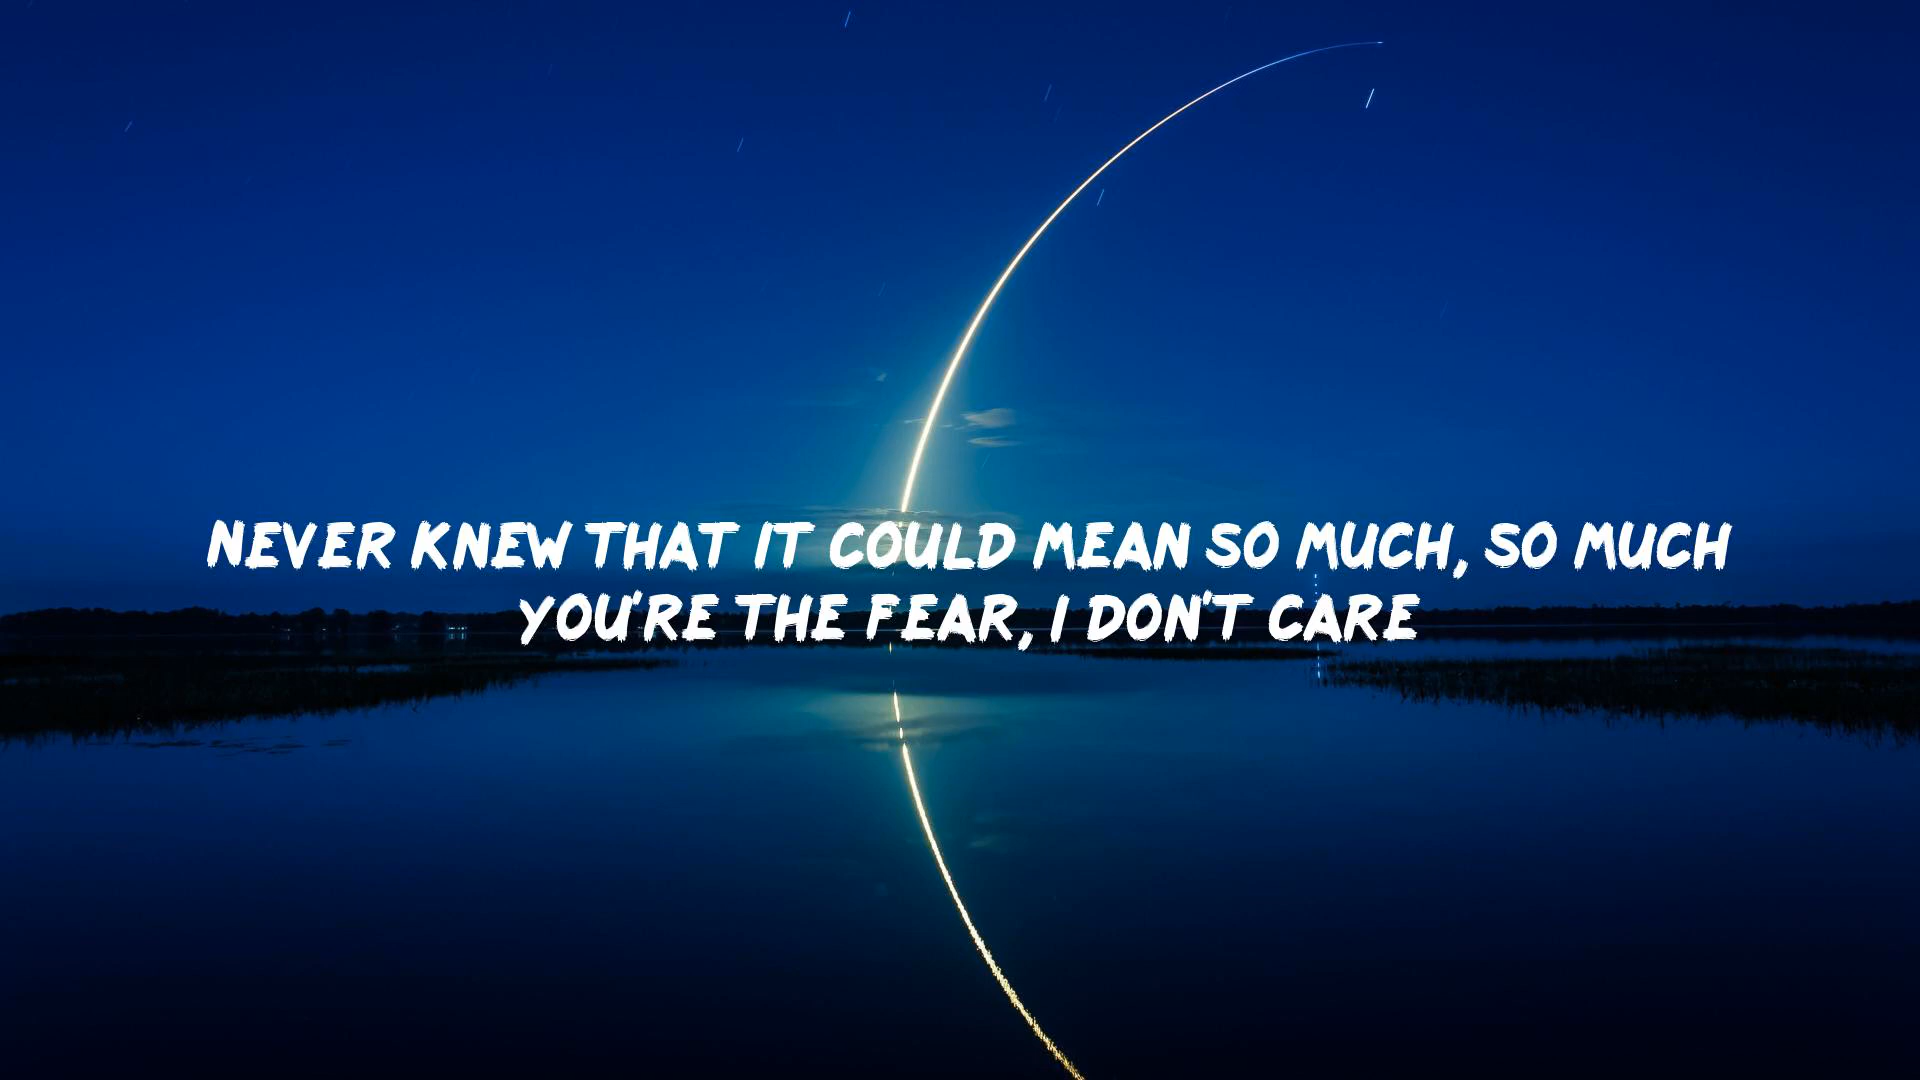 NEVER KNEW THAT IT COULD MEAN SO MUCH, SO MUCH
YOU'RE THE FEAR, I DON'T CARE